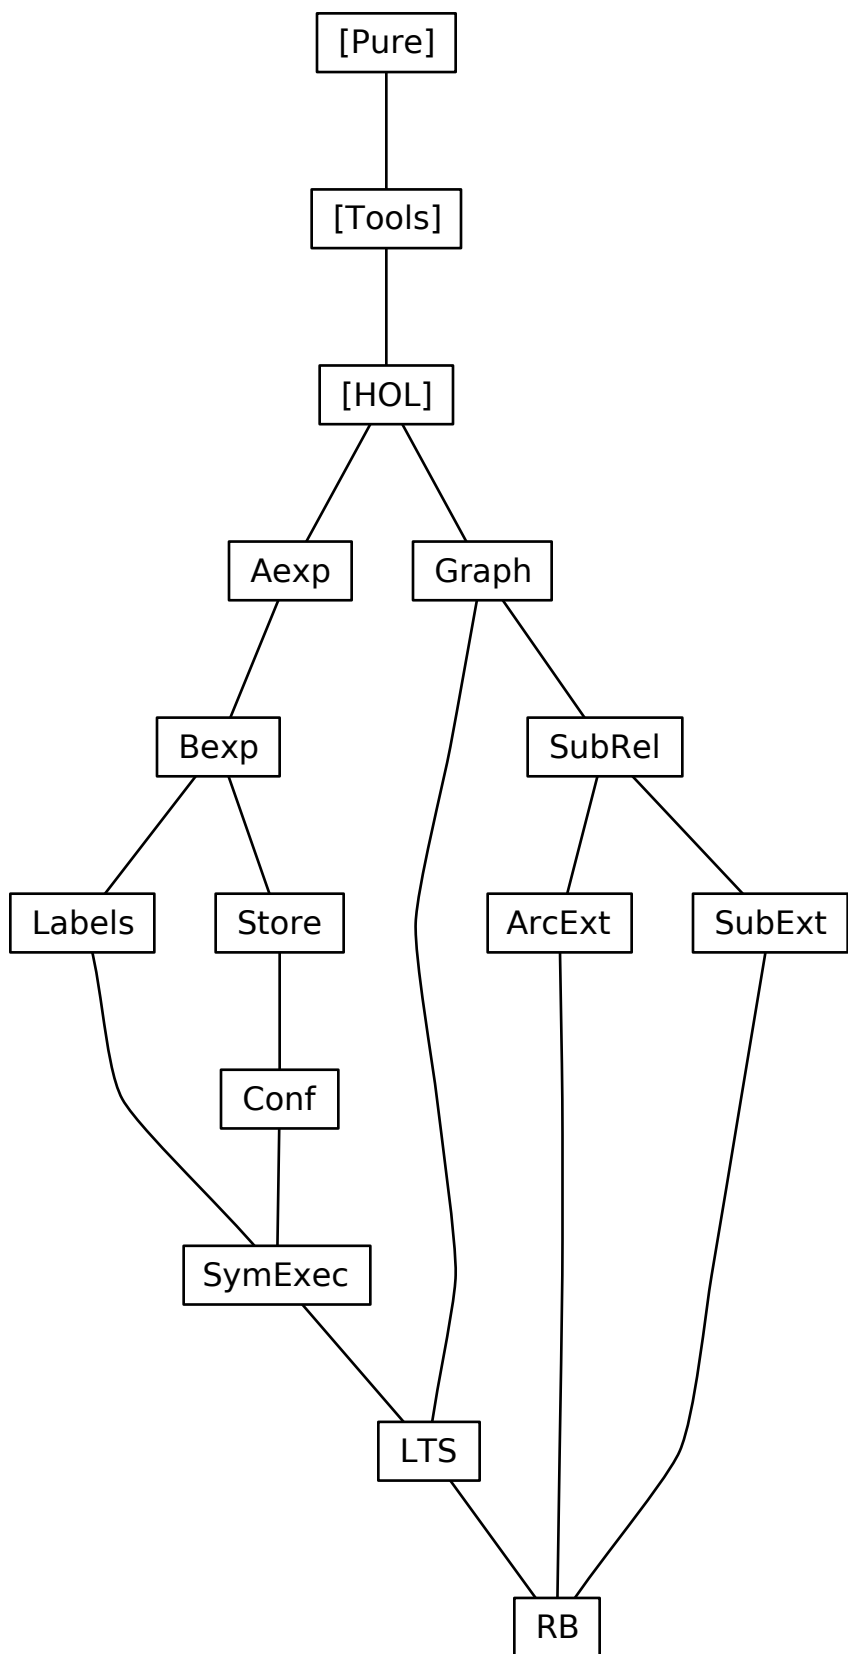 [Pure]
[Tools]
[HOL]
Aexp
Graph
Bexp
SubRel
Labels
Store
ArcExt
SubExt
Conf
SymExec
LTS
RB